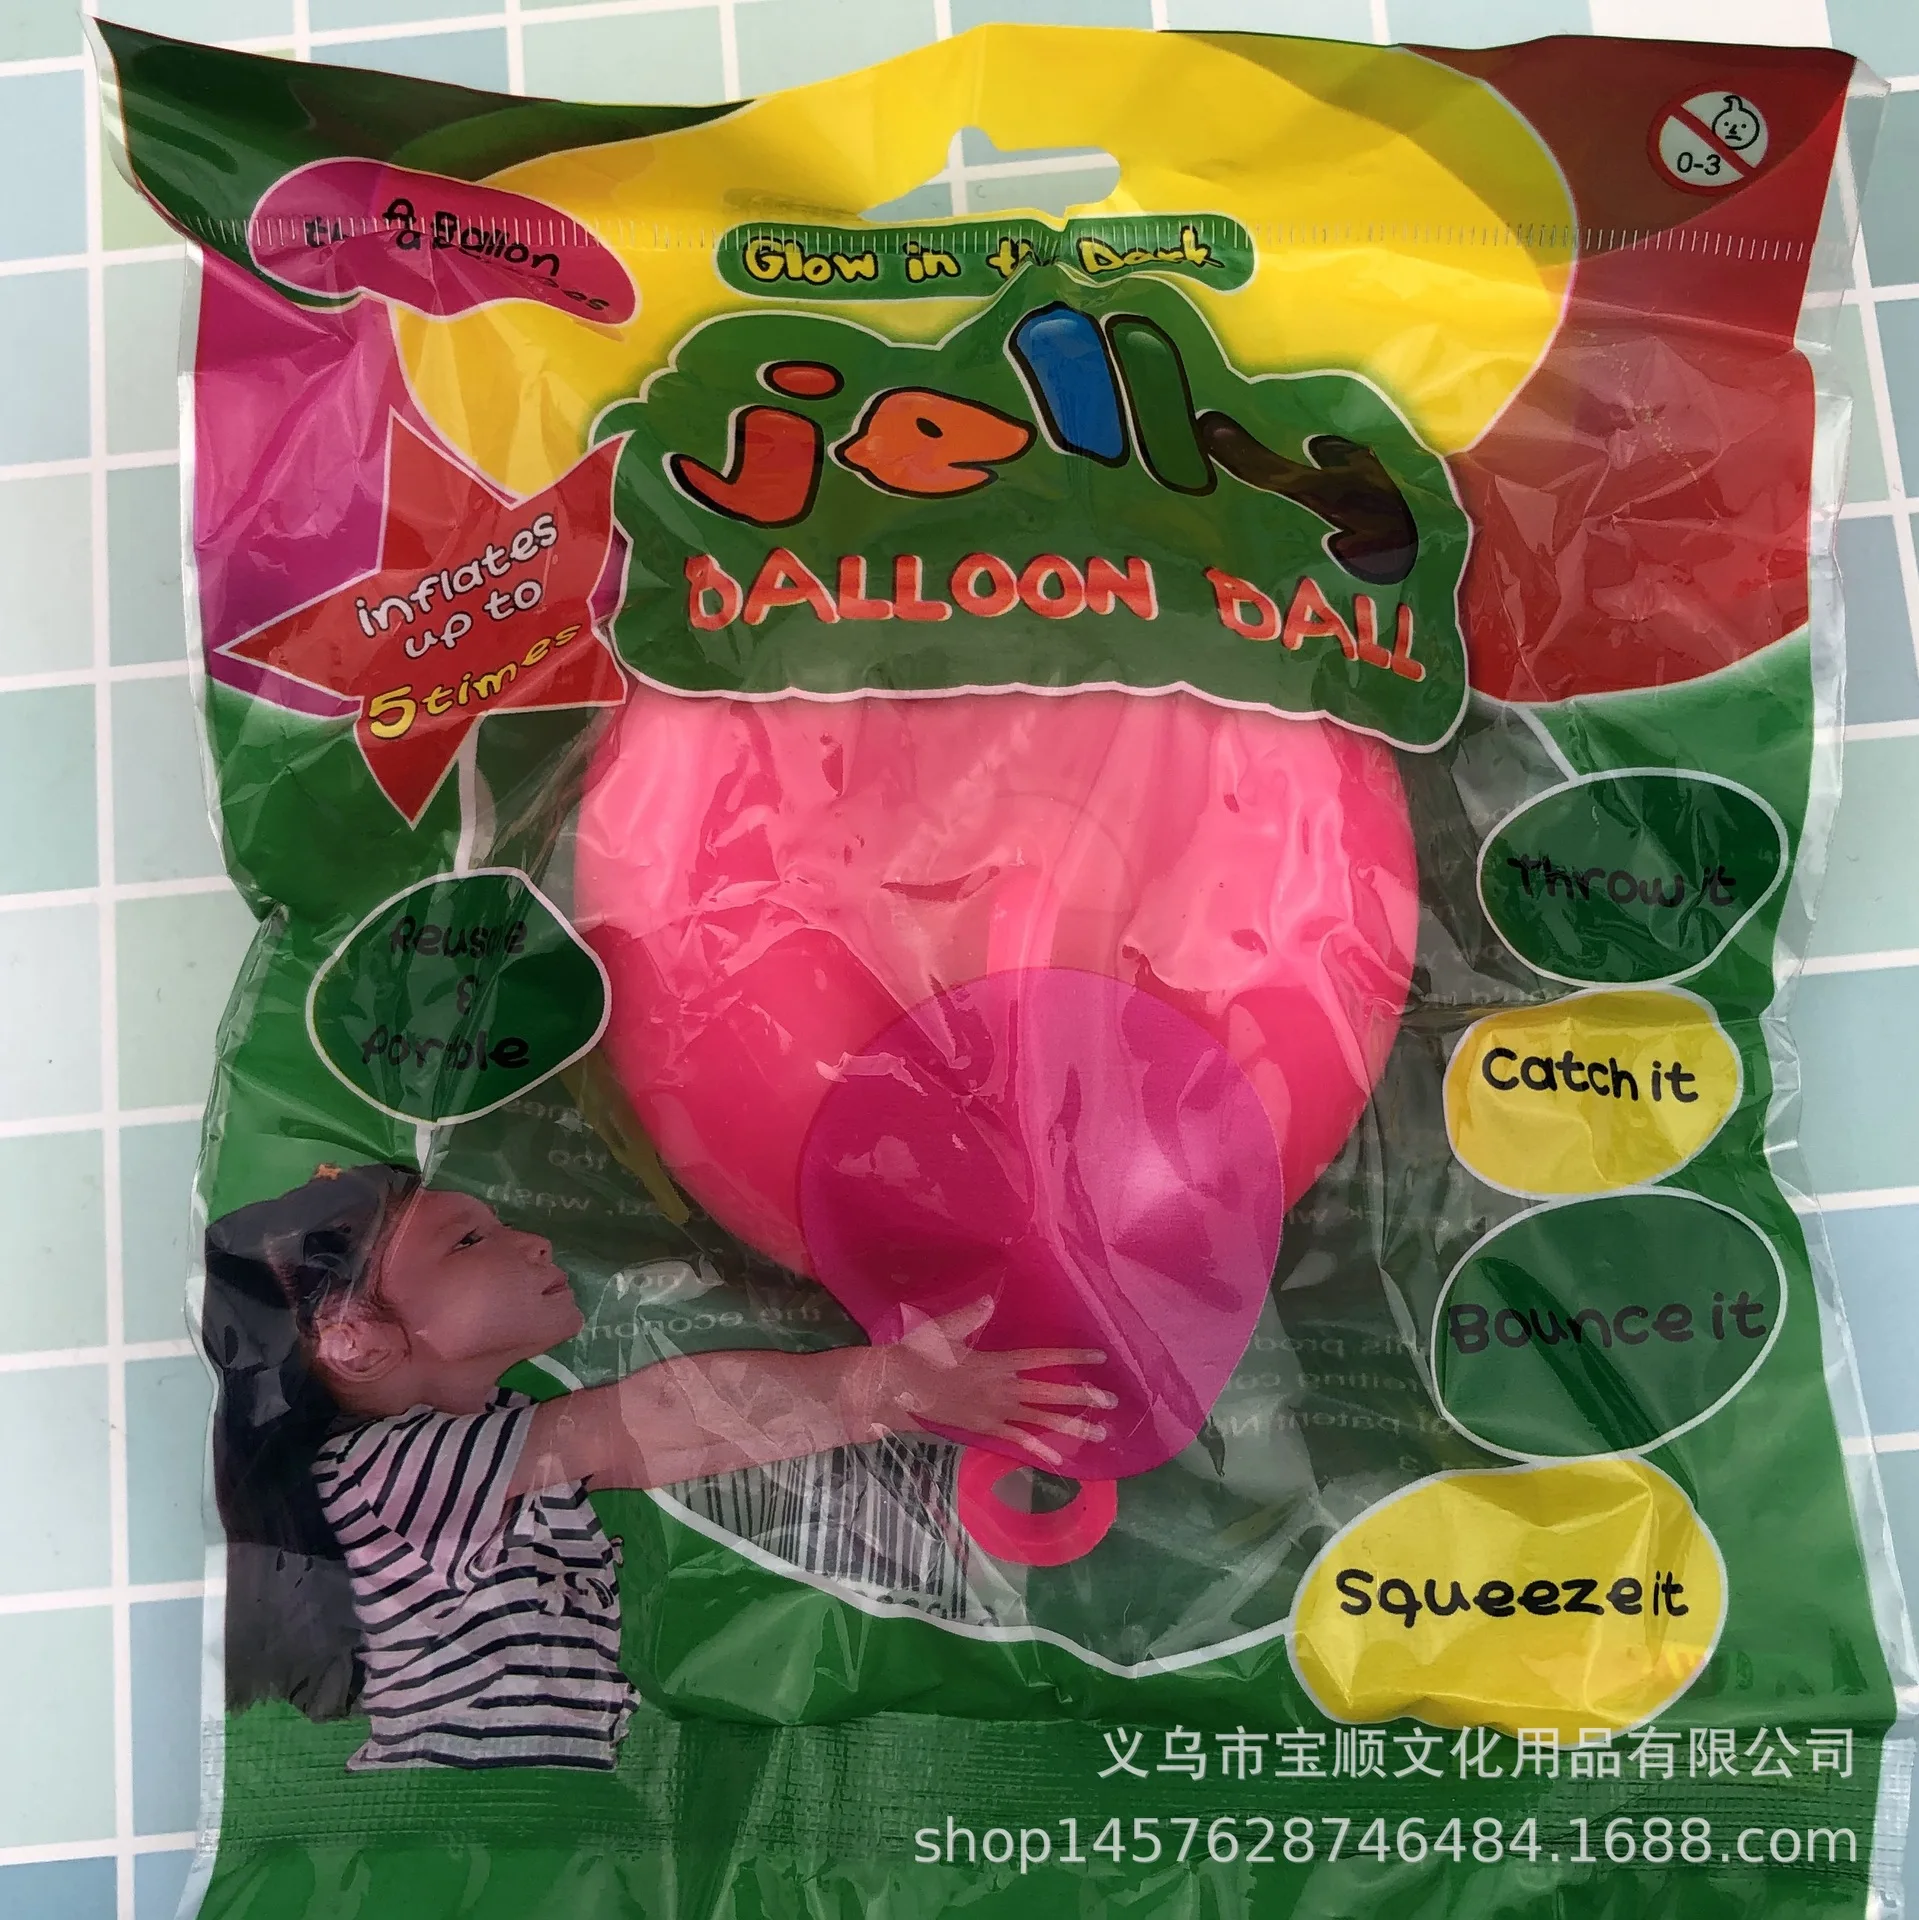 A Ballon
0-3
Glow in the Dark
jelly
BALLOON BALL
inflates
up to
5times
Throw it
&
Catch it
Bounce it
Squeeze it
义乌市宝顺文化用品有限公司
shop1457628746484.1688.com